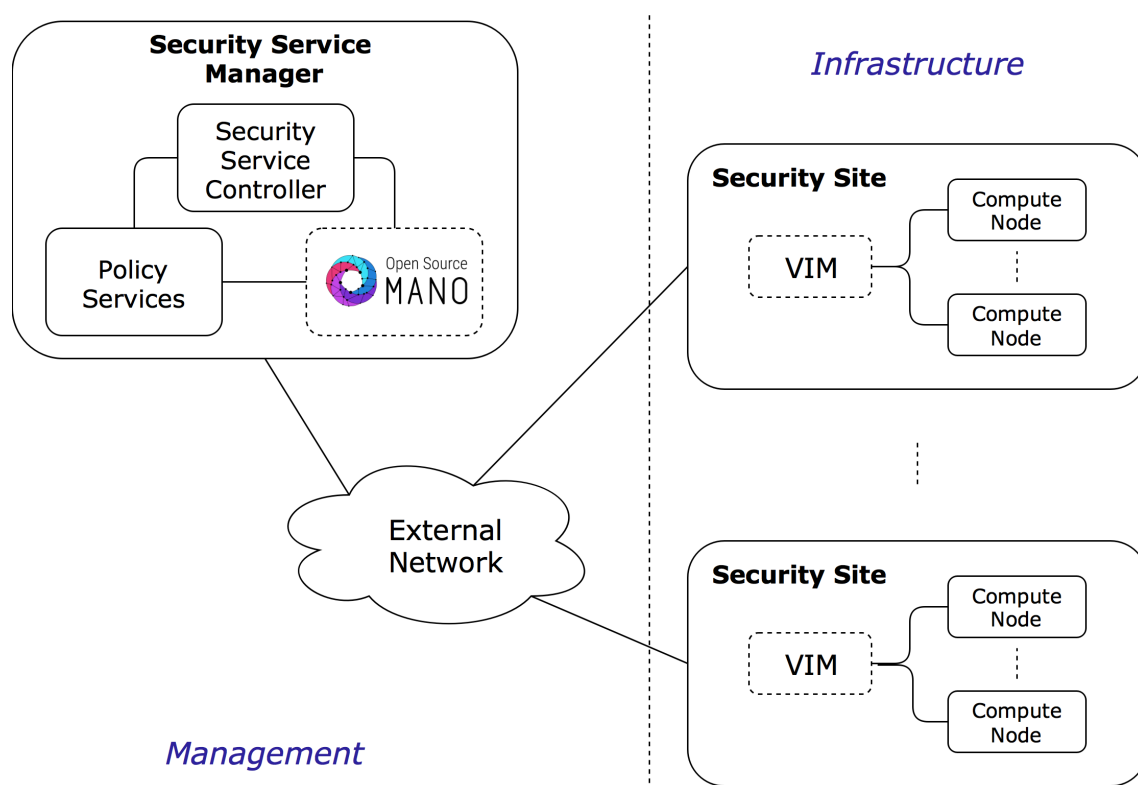 Security Service
Manager
Security
Service
Controller
Policy
Services
Open Source
MANO
External
Network
Management
Infrastructure
Security Site
VIM
Compute
Node
Compute
Node
Security Site
VIM
Compute
Node
Compute
Node